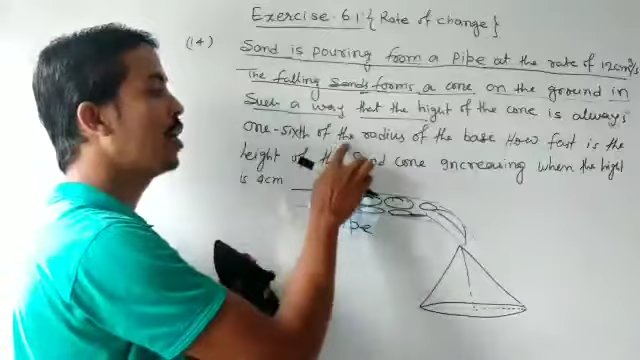 Exercise. 6.1 {Rate of change}
(14) Sand is pouring form a pipe at the rate of 12cm³/s
The falling sands forms a cone on the ground in
Such a way that the hight of the cone is always
one-sixth of the radius of the base How fast is the
height of the Sand cone increasing when the hight
is 4cm
pe